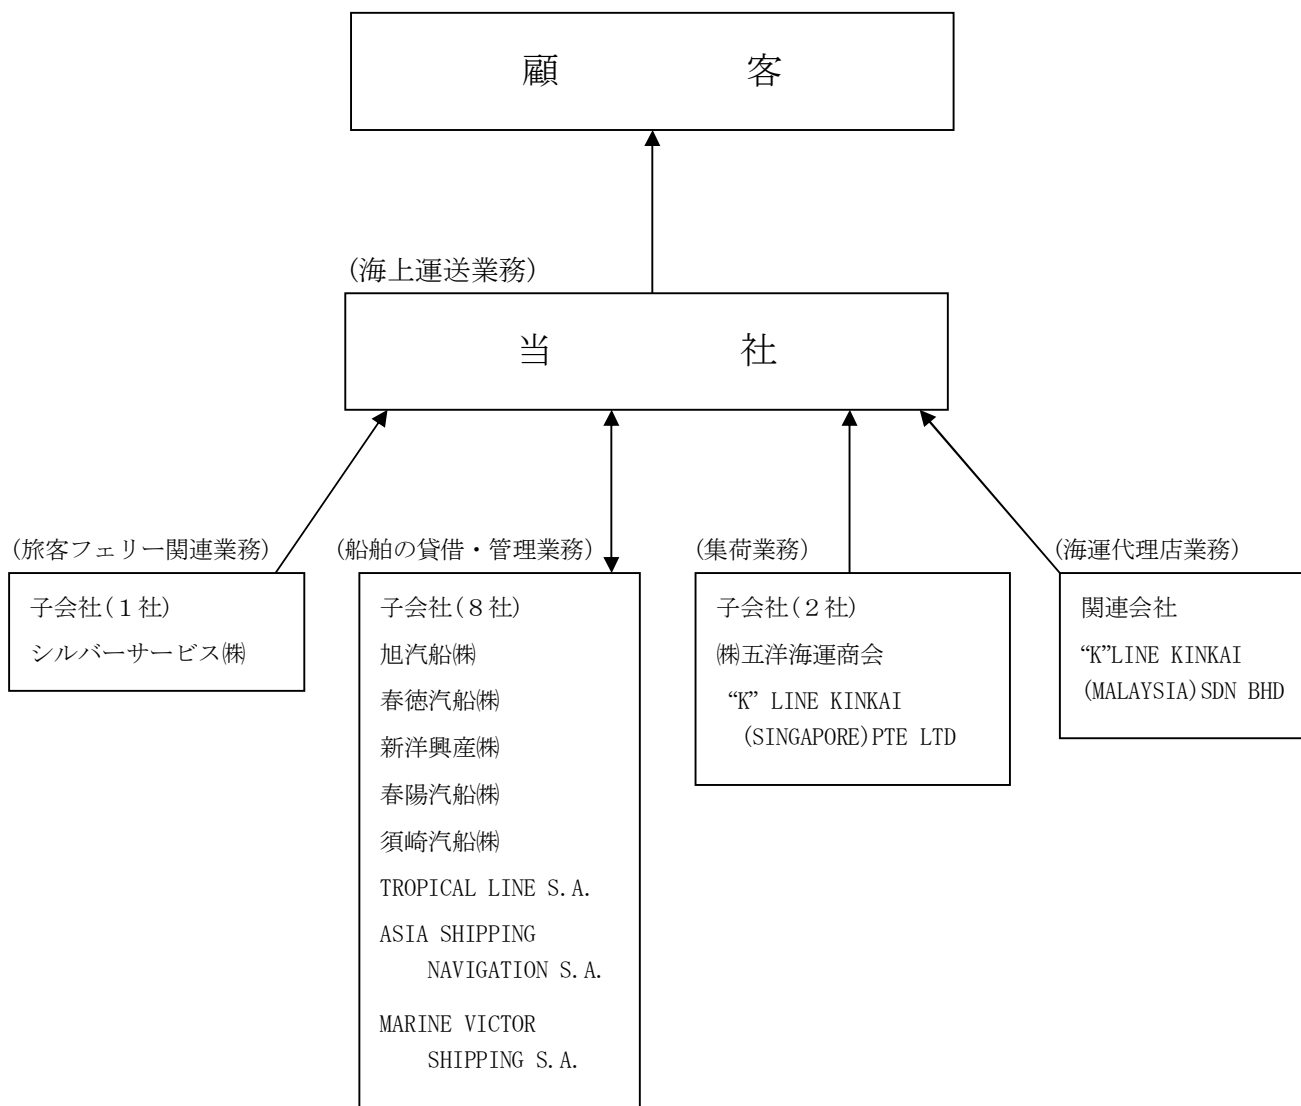 顧客
(海上運送業務)
当社
(旅客フェリー関連業務)
子会社(１社)
シルバーサービス㈱
(船舶の貸借・管理業務)
子会社(８社)
旭汽船㈱
春徳汽船㈱
新洋興産㈱
春陽汽船㈱
須崎汽船㈱
TROPICAL LINE S.A.
ASIA SHIPPING
NAVIGATION S.A.
MARINE VICTOR
SHIPPING S.A.
(集荷業務)
子会社(２社)
㈱五洋海運商会
“K” LINE KINKAI
(SINGAPORE)PTE LTD
(海運代理店業務)
関連会社
“K”LINE KINKAI
(MALAYSIA)SDN BHD